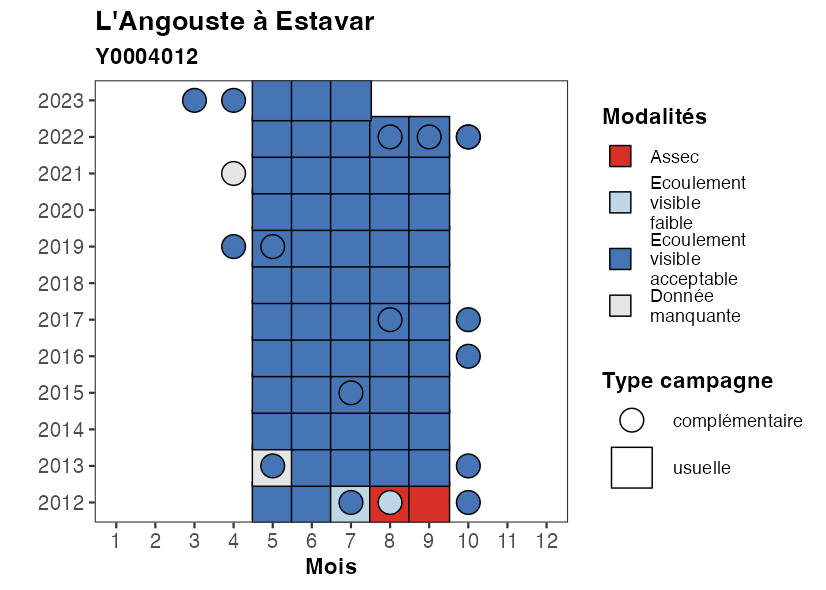 L'Angouste à Estavar
Y0004012
2023
2022
2021
2020
2019
2018
2017
2016
2015
2014
2013
2012
1 2 3 4 5 6 7 8 9 10 11 12
Mois
Modalités
Assec
Ecoulement
visible
faible
Ecoulement
visible
acceptable
Donnée
manquante
Type campagne
complémentaire
usuelle